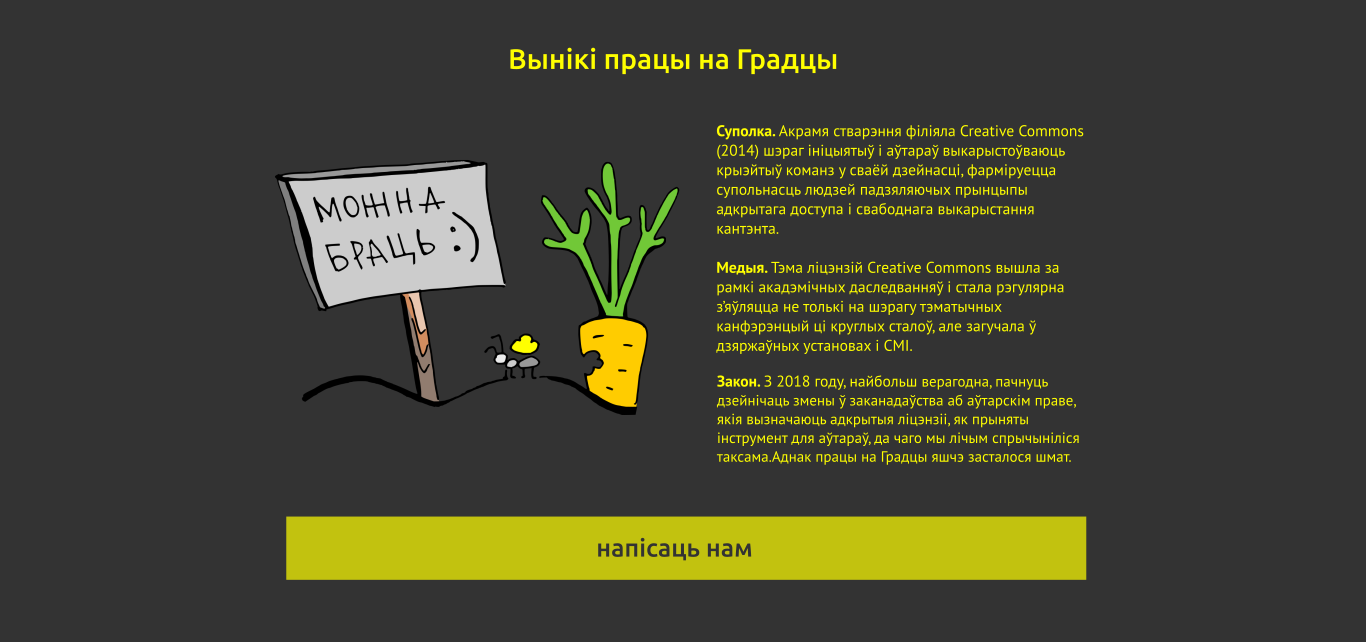 Вынікі працы на Градцы
МОЖНА
БРАЦЬ :)
Суполка. Акрамя стварэння філіяла Creative Commons
(2014) шэраг ініцыятыў і аўтараў выкарыстоўваюць
крыэйтыў команз у сваёй дзейнасці, фарміруецца
супольнасць людзей падзяляючых прынцыпы
адкрытага доступа і свабоднага выкарыстання
кантэнта.
Медыя. Тэма ліцэнзій Creative Commons вышла за
рамкі акадэмічных даследванняў і стала рэгулярна
з'яўляцца не толькі на шэрагу тэматычных
канфэрэнцый ці круглых сталоў, але загучала ў
дзяржаўных установах і СМІ.
Закон. З 2018 году, найбольш верагодна, пачнуць
дзейнічаць змены ў заканадаўства аб аўтарскім праве,
якія вызначаюць адкрытыя ліцэнзіі, як прыняты
інструмент для аўтараў, да чаго мы лічым спрычыніліся
таксама.Аднак працы на Градцы яшчэ засталося шмат.
напісаць нам